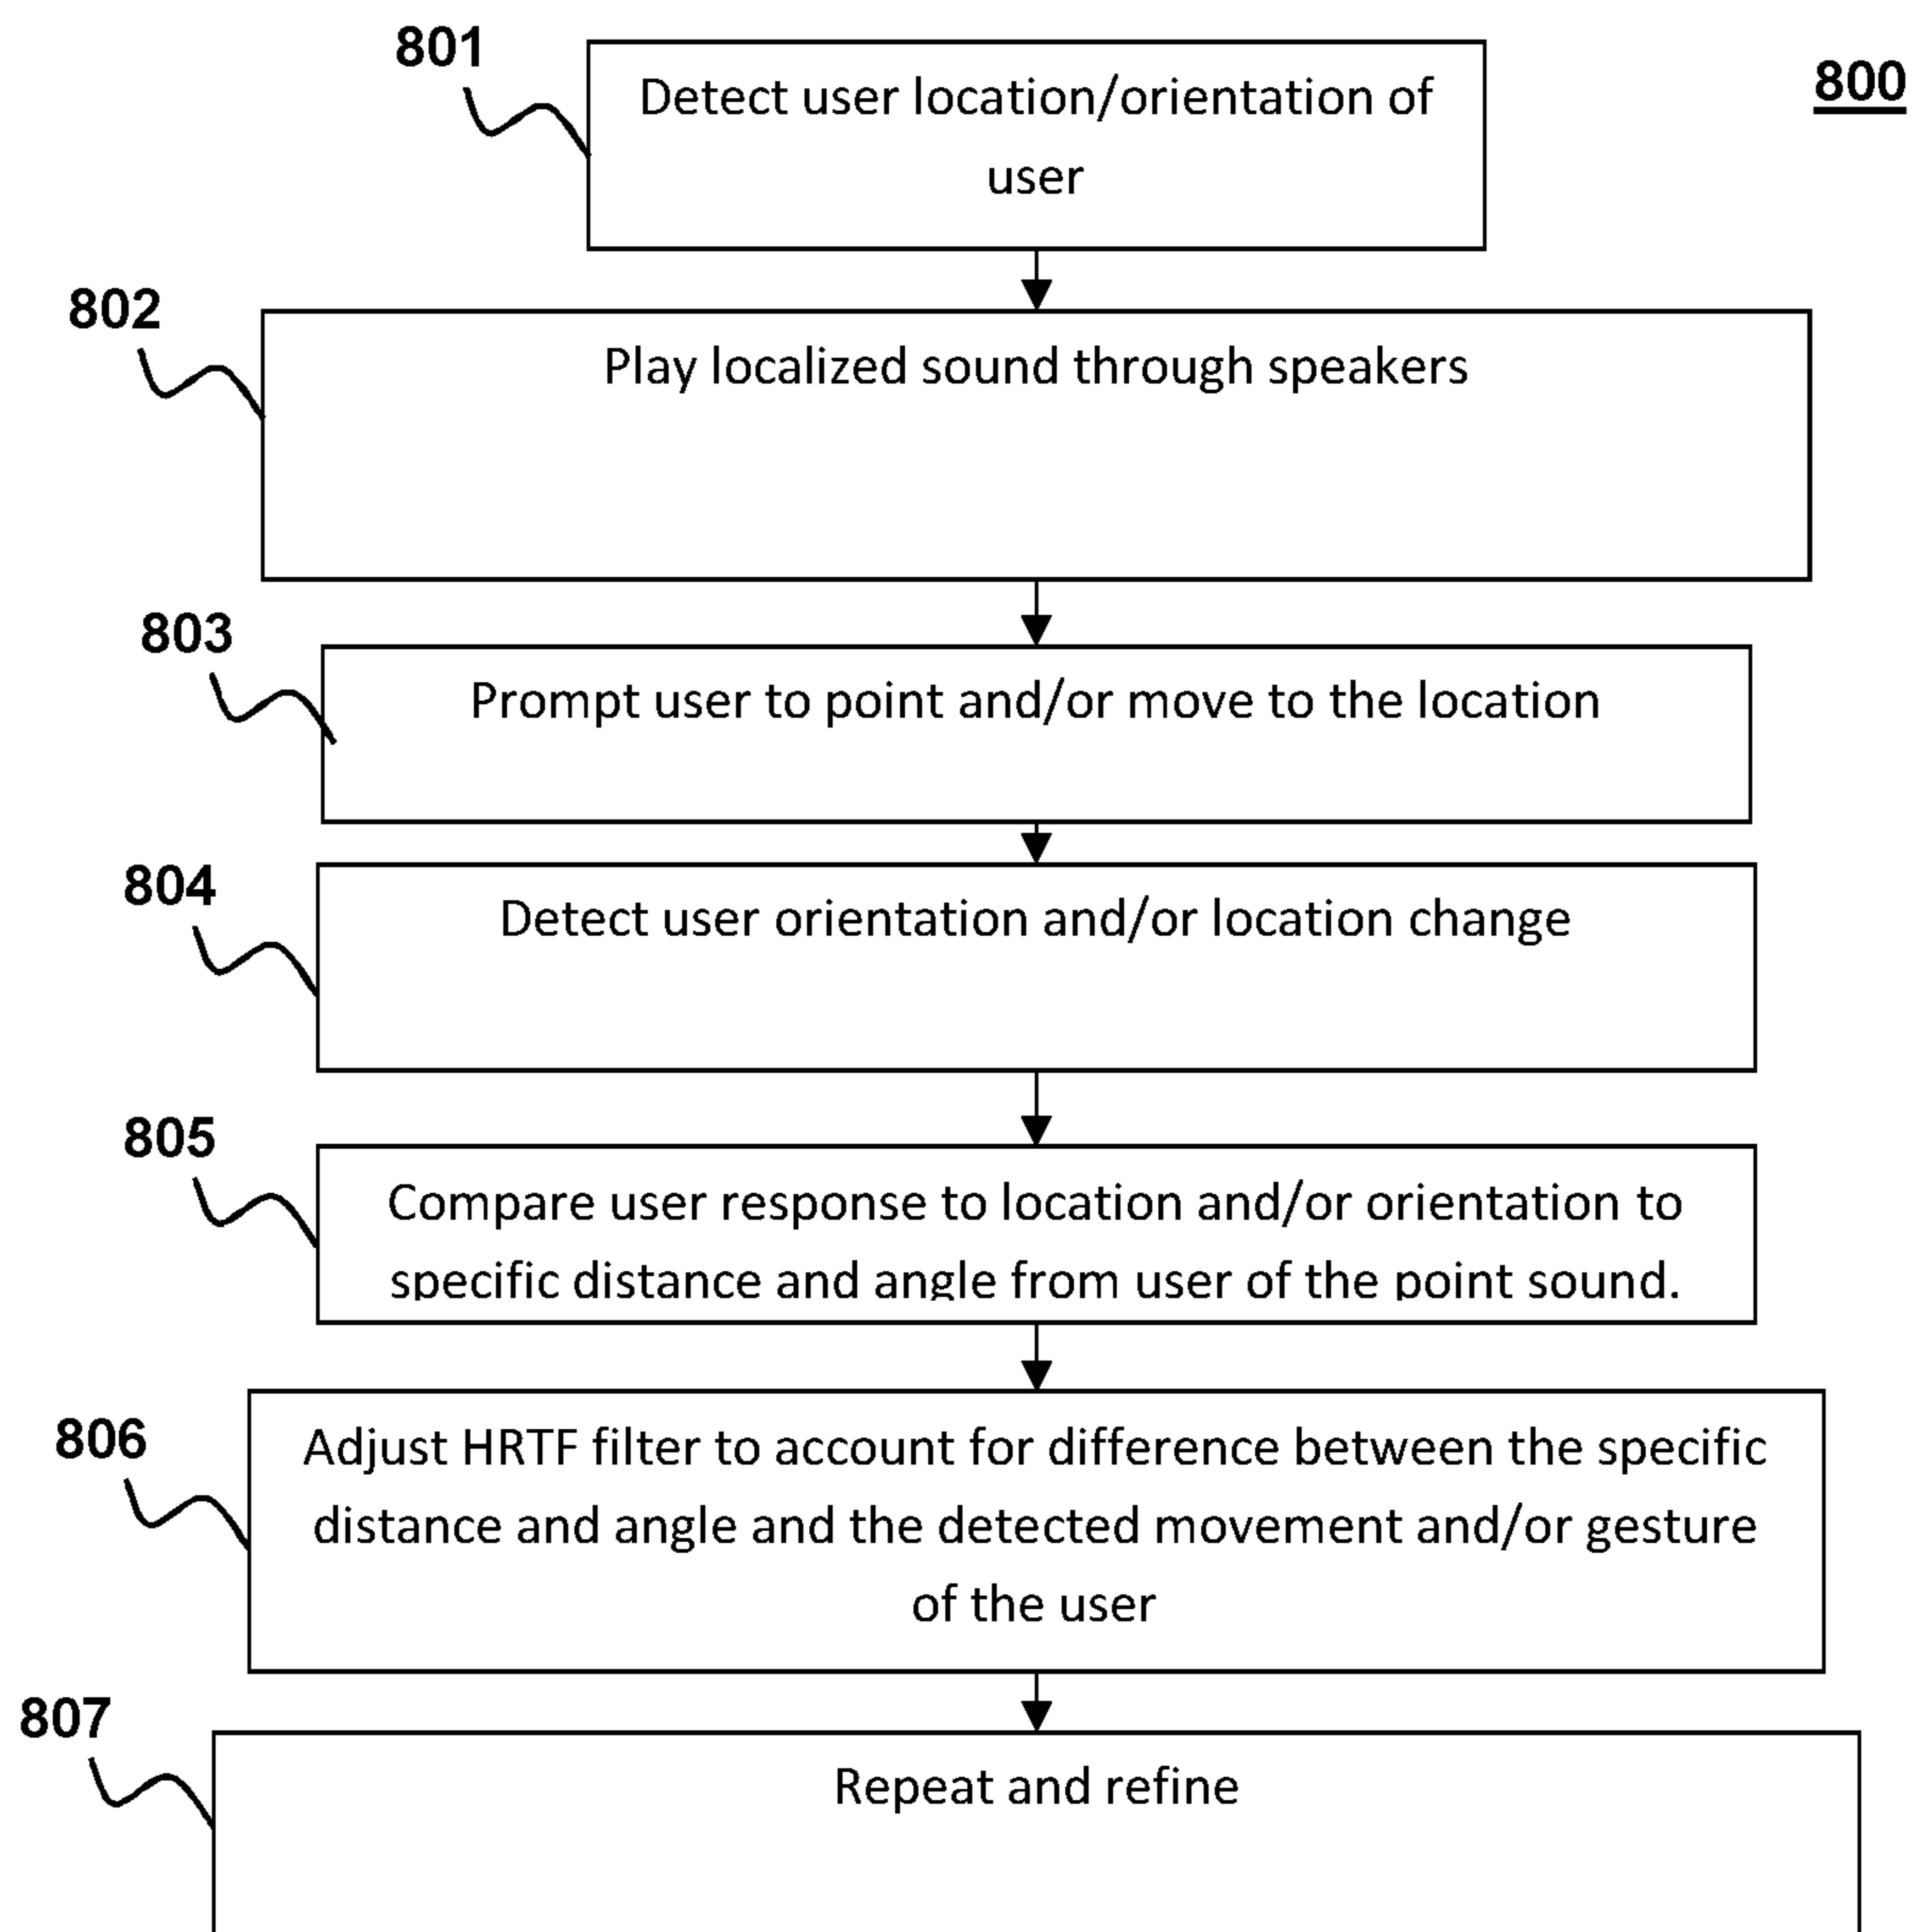 801
800
Detect user location/orientation of
user
802
Play localized sound through speakers
803
Prompt user to point and/or move to the location
804
Detect user orientation and/or location change
805
Compare user response to location and/or orientation to
specific distance and angle from user of the point sound.
806
Adjust HRTF filter to account for difference between the specific
distance and angle and the detected movement and/or gesture
of the user
807
Repeat and refine